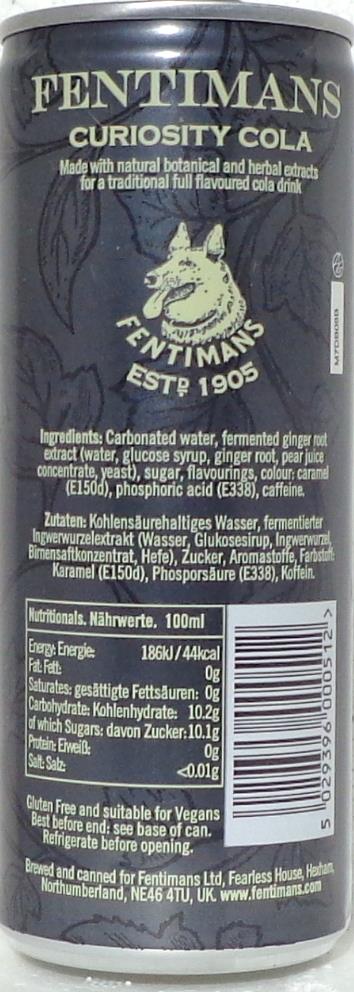 FENTIMANS
CURIOSITY COLA
Made with natural botanical and herbal extracts
for a traditional full flavoured cola drink
FENTIMANS
ESTD 1905
M7DB08B
Ingredients: Carbonated water, fermented ginger root
extract (water, glucose syrup, ginger root, pear juice
concentrate, yeast), sugar, flavourings, colour: caramel
(E150d), phosphoric acid (E338), caffeine.
Zutaten: Kohlensäurehaltiges Wasser, fermentierter
Ingwerwurzelextrakt (Wasser, Glukosesirup, Ingwerwurzel,
Birnensaftkonzentrat, Hefe), Zucker, Aromastoffe, Farbstoff:
Karamel (E150d), Phosporsäure (E338), Koffein.
Nutritionals. Nährwerte. 100ml
Energy: Energie: 186kJ / 44kcal
Fat: Fett: 0g
Saturates: gesättigte Fettsäuren: 0g
Carbohydrate: Kohlenhydrate: 10.2g
of which Sugars: davon Zucker: 10.1g
Protein: Eiweiß: 0g
Salt: Salz: <0.01g
5 029396 000512 >
Gluten Free and suitable for Vegans
Best before end: see base of can.
Refrigerate before opening.
Brewed and canned for Fentimans Ltd, Fearless House, Hexham,
Northumberland, NE46 4TU, UK. www.fentimans.com